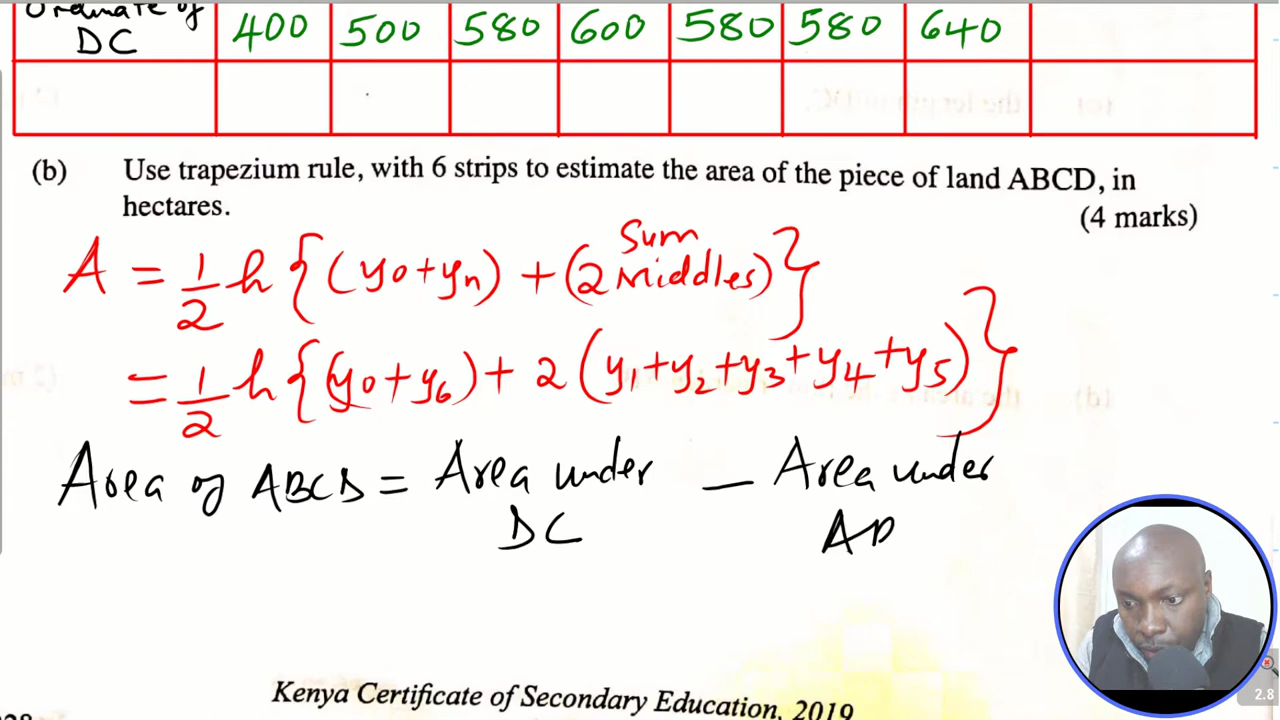 Ordinate of
DC 400 500 580 600 580 580 640
(b) Use trapezium rule, with 6 strips to estimate the area of the piece of land ABCD, in
hectares.
(4 marks)
A = 1/2 h {(y0 + yn) + (2 Sum Middles)}
= 1/2 h {(y0 + y6) + 2 (y1 + y2 + y3 + y4 + y5)}
Area of ABCD = Area under DC — Area under
Kenya Certificate of Secondary Education, 2019
2.8